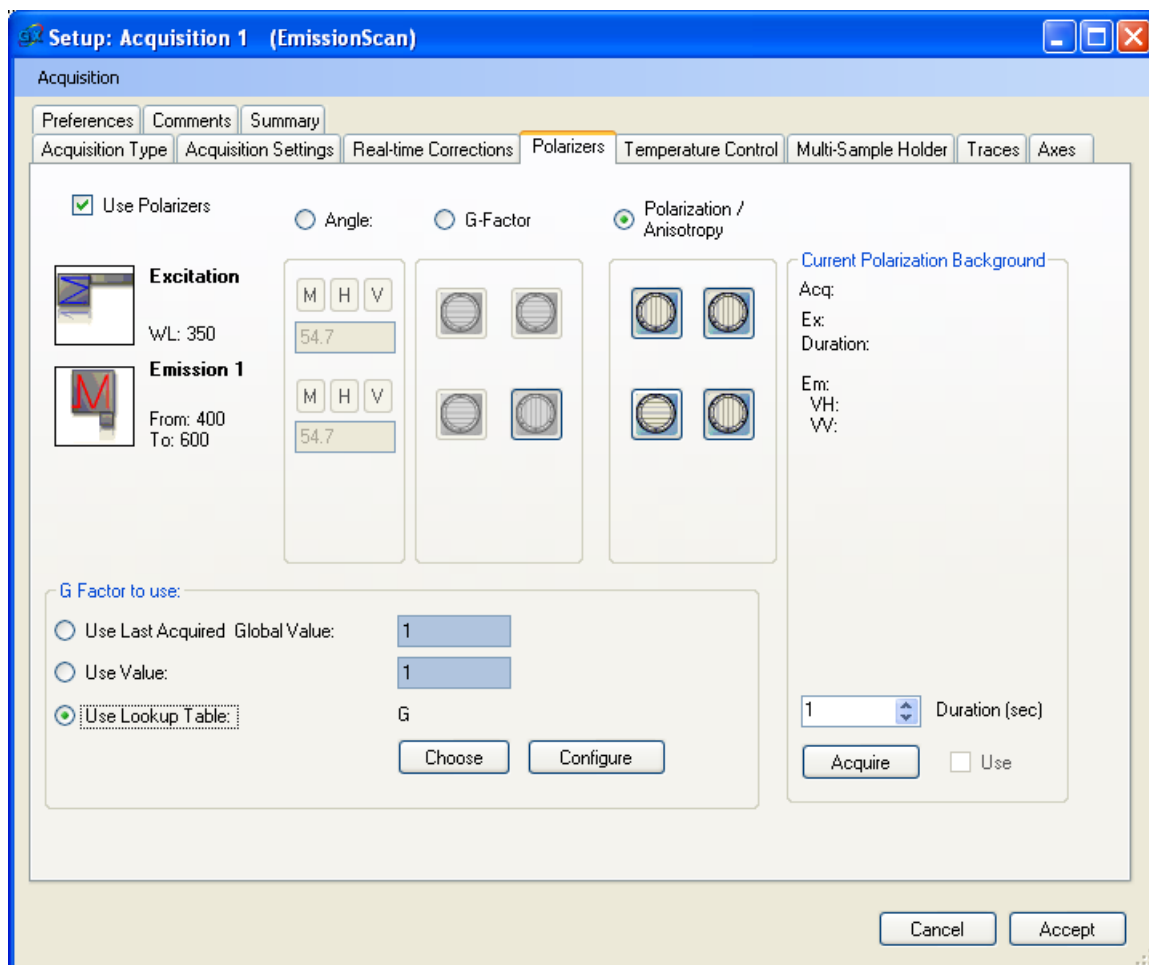 Setup: Acquisition 1 (EmissionScan)
Acquisition
Preferences Comments Summary
Acquisition Type Acquisition Settings Real-time Corrections Polarizers Temperature Control Multi-Sample Holder Traces Axes
Use Polarizers
Angle:
G-Factor
Polarization /
Anisotropy
Excitation
WL: 350
M H V
54.7
Emission 1
From: 400
To: 600
M H V
54.7
Current Polarization Background
Acq:
Ex:
Duration:
Em:
VH:
VV:
1 Duration (sec)
Acquire Use
G Factor to use:
Use Last Acquired Global Value: 1
Use Value: 1
Use Lookup Table: G
Choose Configure
Cancel Accept